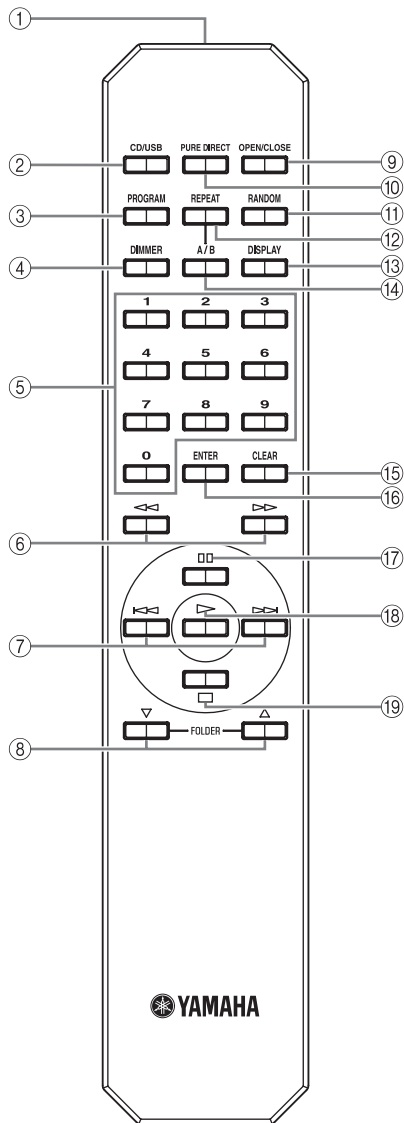 ①
CD/USB PURE DIRECT OPEN/CLOSE
② ⑨
⑩
PROGRAM REPEAT RANDOM
③ ⑪
⑫
DIMMER A / B DISPLAY
④ ⑬
⑭
1 2 3
4 5 6
⑤
7 8 9
0 ENTER CLEAR
⑮
⑯
⑥
⑰
⑱
⑦
⑲
FOLDER
⑧
YAMAHA